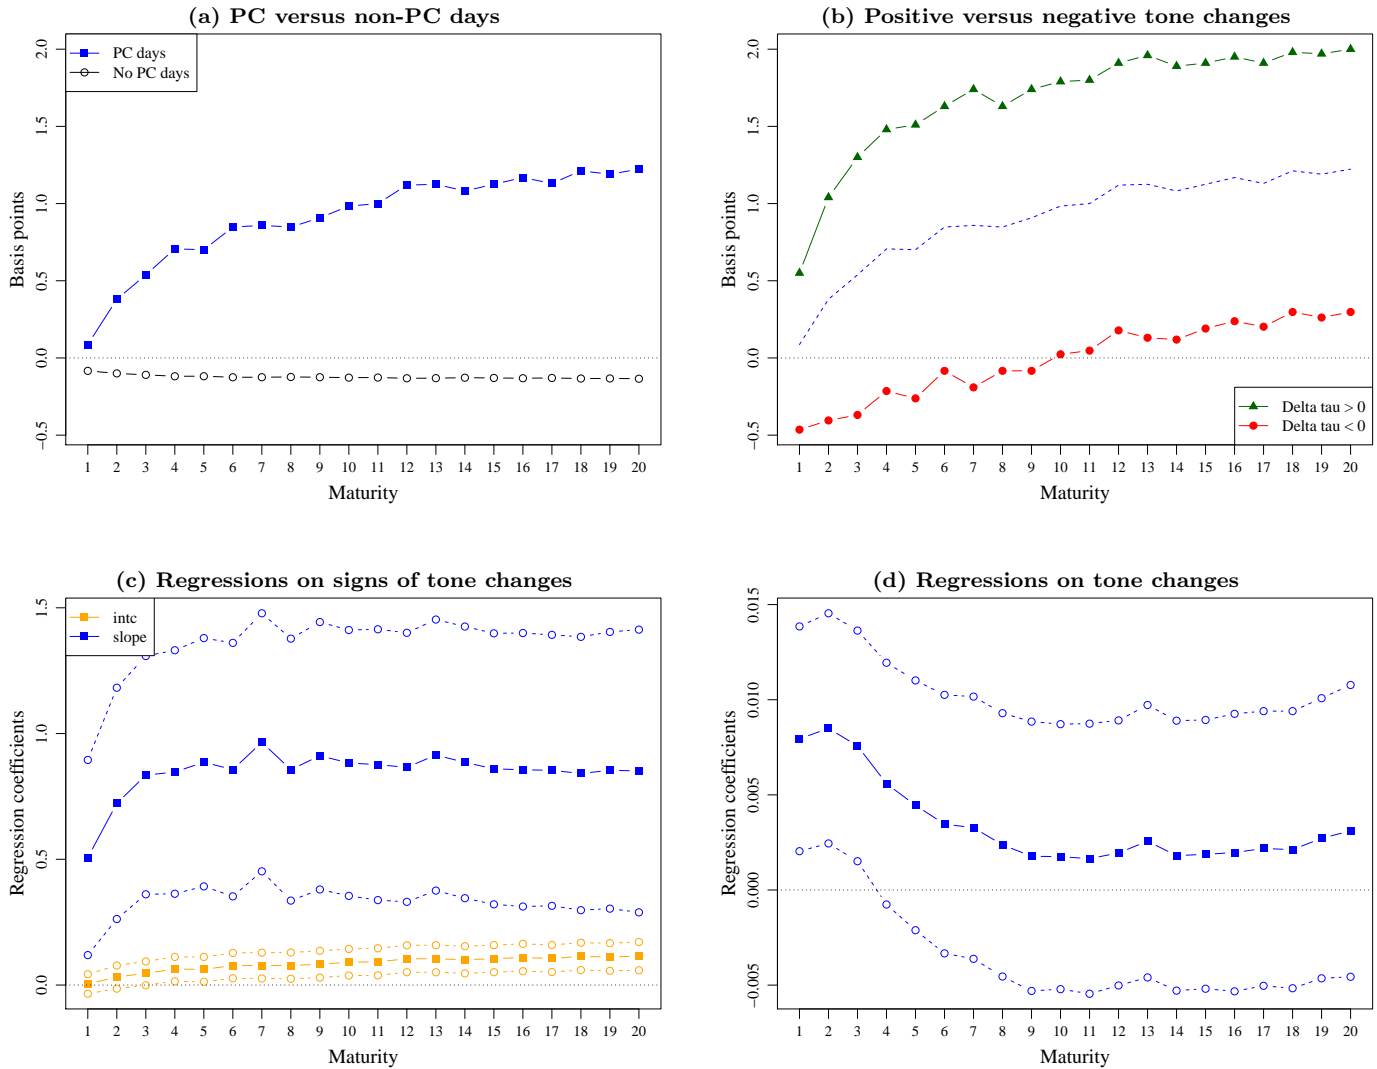 (a) PC versus non-PC days
PC days
No PC days
Basis points
2.0
1.5
1.0
0.5
0.0
−0.5
1 2 3 4 5 6 7 8 9 10 11 12 13 14 15 16 17 18 19 20
Maturity
(b) Positive versus negative tone changes
Basis points
2.0
1.5
1.0
0.5
0.0
−0.5
Delta tau > 0
Delta tau < 0
1 2 3 4 5 6 7 8 9 10 11 12 13 14 15 16 17 18 19 20
Maturity
(c) Regressions on signs of tone changes
intc
slope
Regression coefficients
1.5
1.0
0.5
0.0
1 2 3 4 5 6 7 8 9 10 11 12 13 14 15 16 17 18 19 20
Maturity
(d) Regressions on tone changes
Regression coefficients
0.015
0.010
0.005
0.000
−0.005
1 2 3 4 5 6 7 8 9 10 11 12 13 14 15 16 17 18 19 20
Maturity